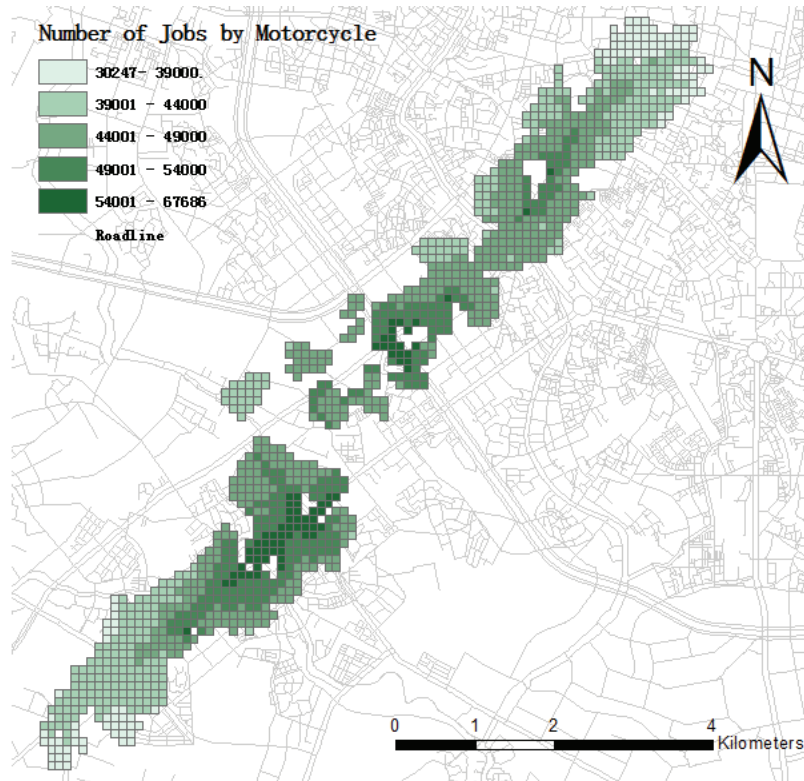 Number of Jobs by Motorcycle
30247- 39000.
39001 - 44000
44001 - 49000
49001 - 54000
54001 - 67686
Roadline
N
0 1 2 4
Kilometers